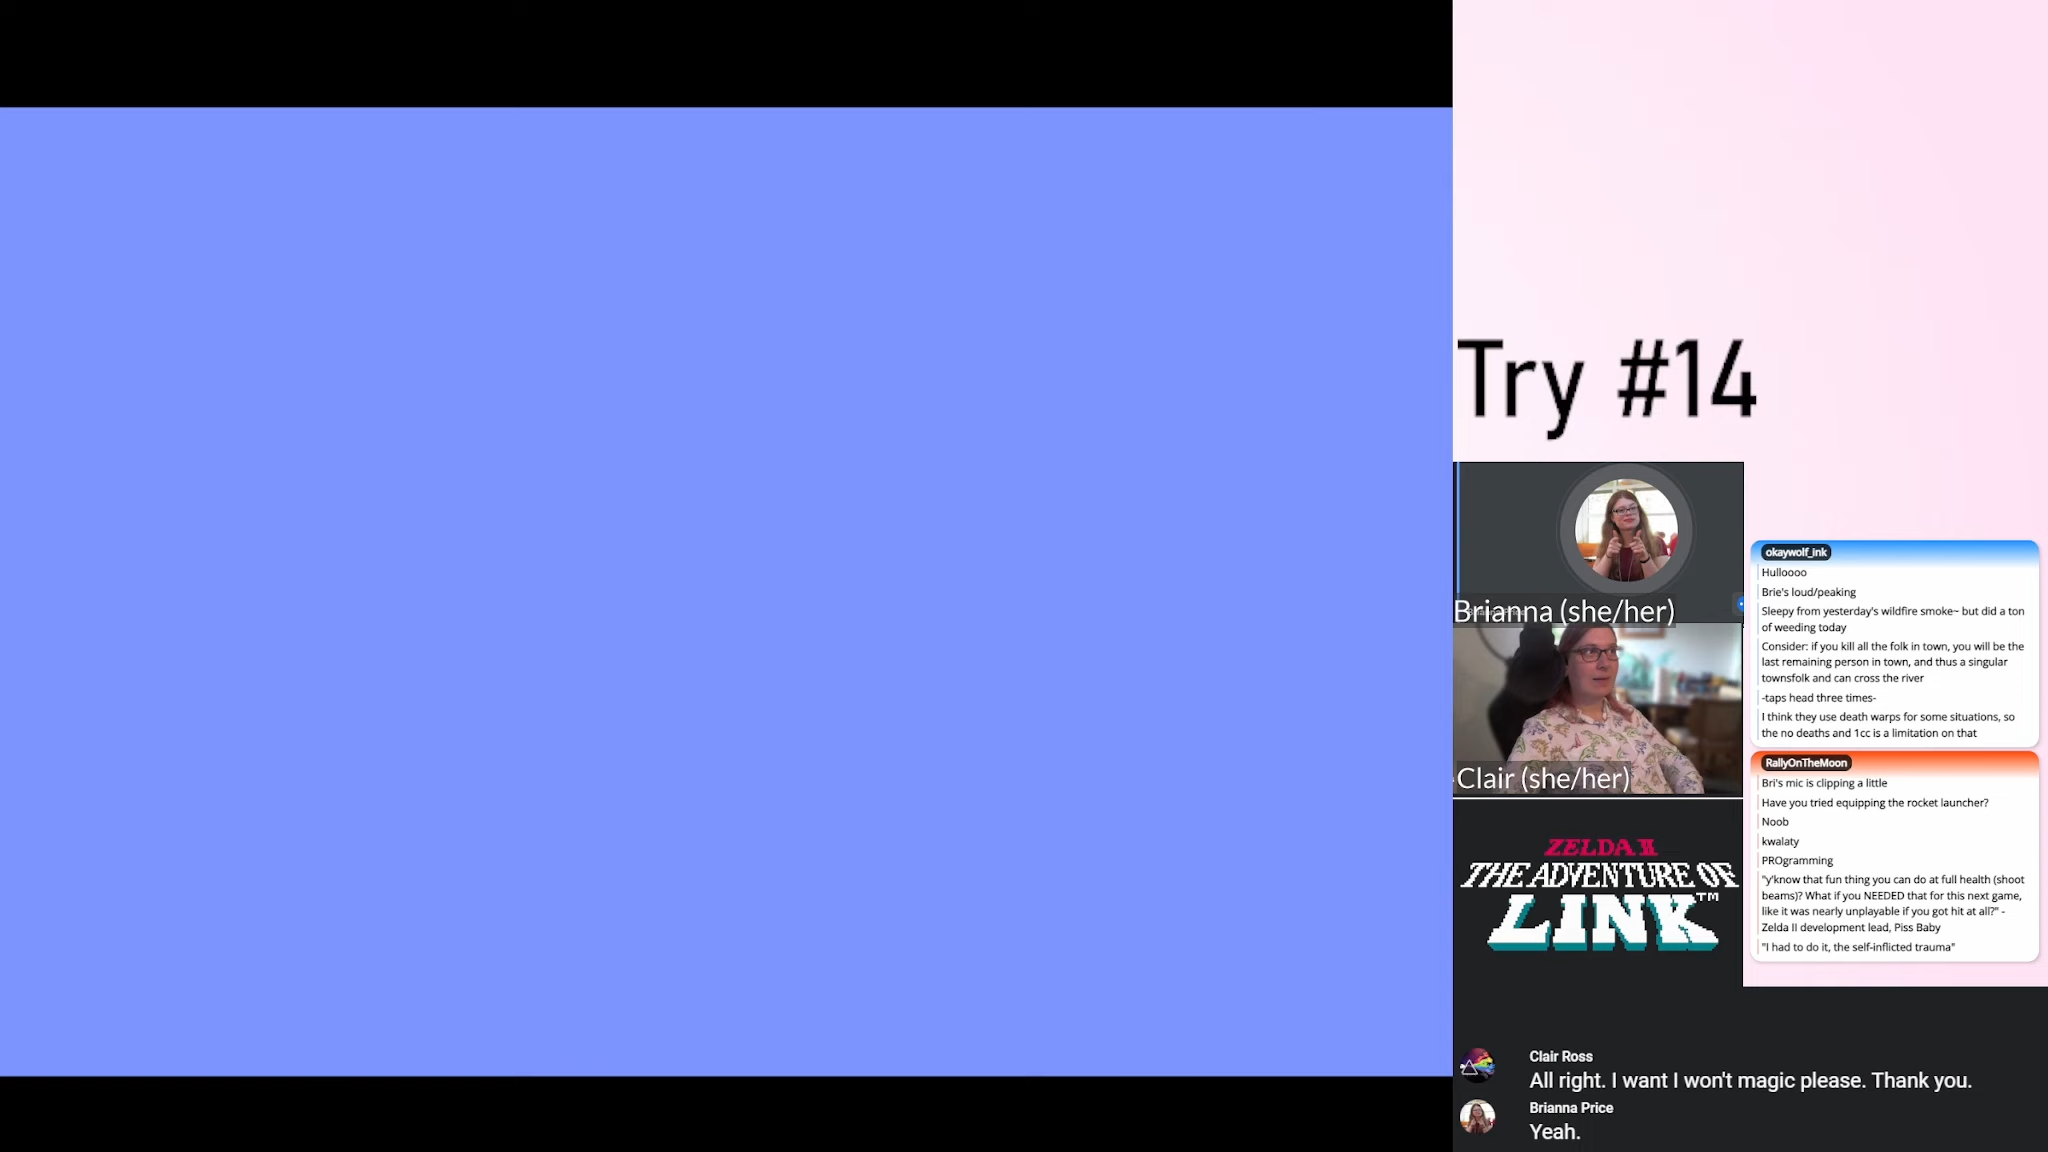 Try #14
Brianna (she/her)
Clair (she/her)
ZELDA II
THE ADVENTURE OF
LINK™
okaywolf_ink
Hulloooo
Brie's loud/peaking
Sleepy from yesterday's wildfire smoke~ but did a ton
of weeding today
Consider: if you kill all the folk in town, you will be the
last remaining person in town, and thus a singular
townsfolk and can cross the river
-taps head three times-
I think they use death warps for some situations, so
the no deaths and 1cc is a limitation on that
RallyOnTheMoon
Bri's mic is clipping a little
Have you tried equipping the rocket launcher?
Noob
kwalaty
PROgramming
"y'know that fun thing you can do at full health (shoot
beams)? What if you NEEDED that for this next game,
like it was nearly unplayable if you got hit at all?" -
Zelda II development lead, Piss Baby
"I had to do it, the self-inflicted trauma"
Clair Ross
All right. I want I won't magic please. Thank you.
Brianna Price
Yeah.